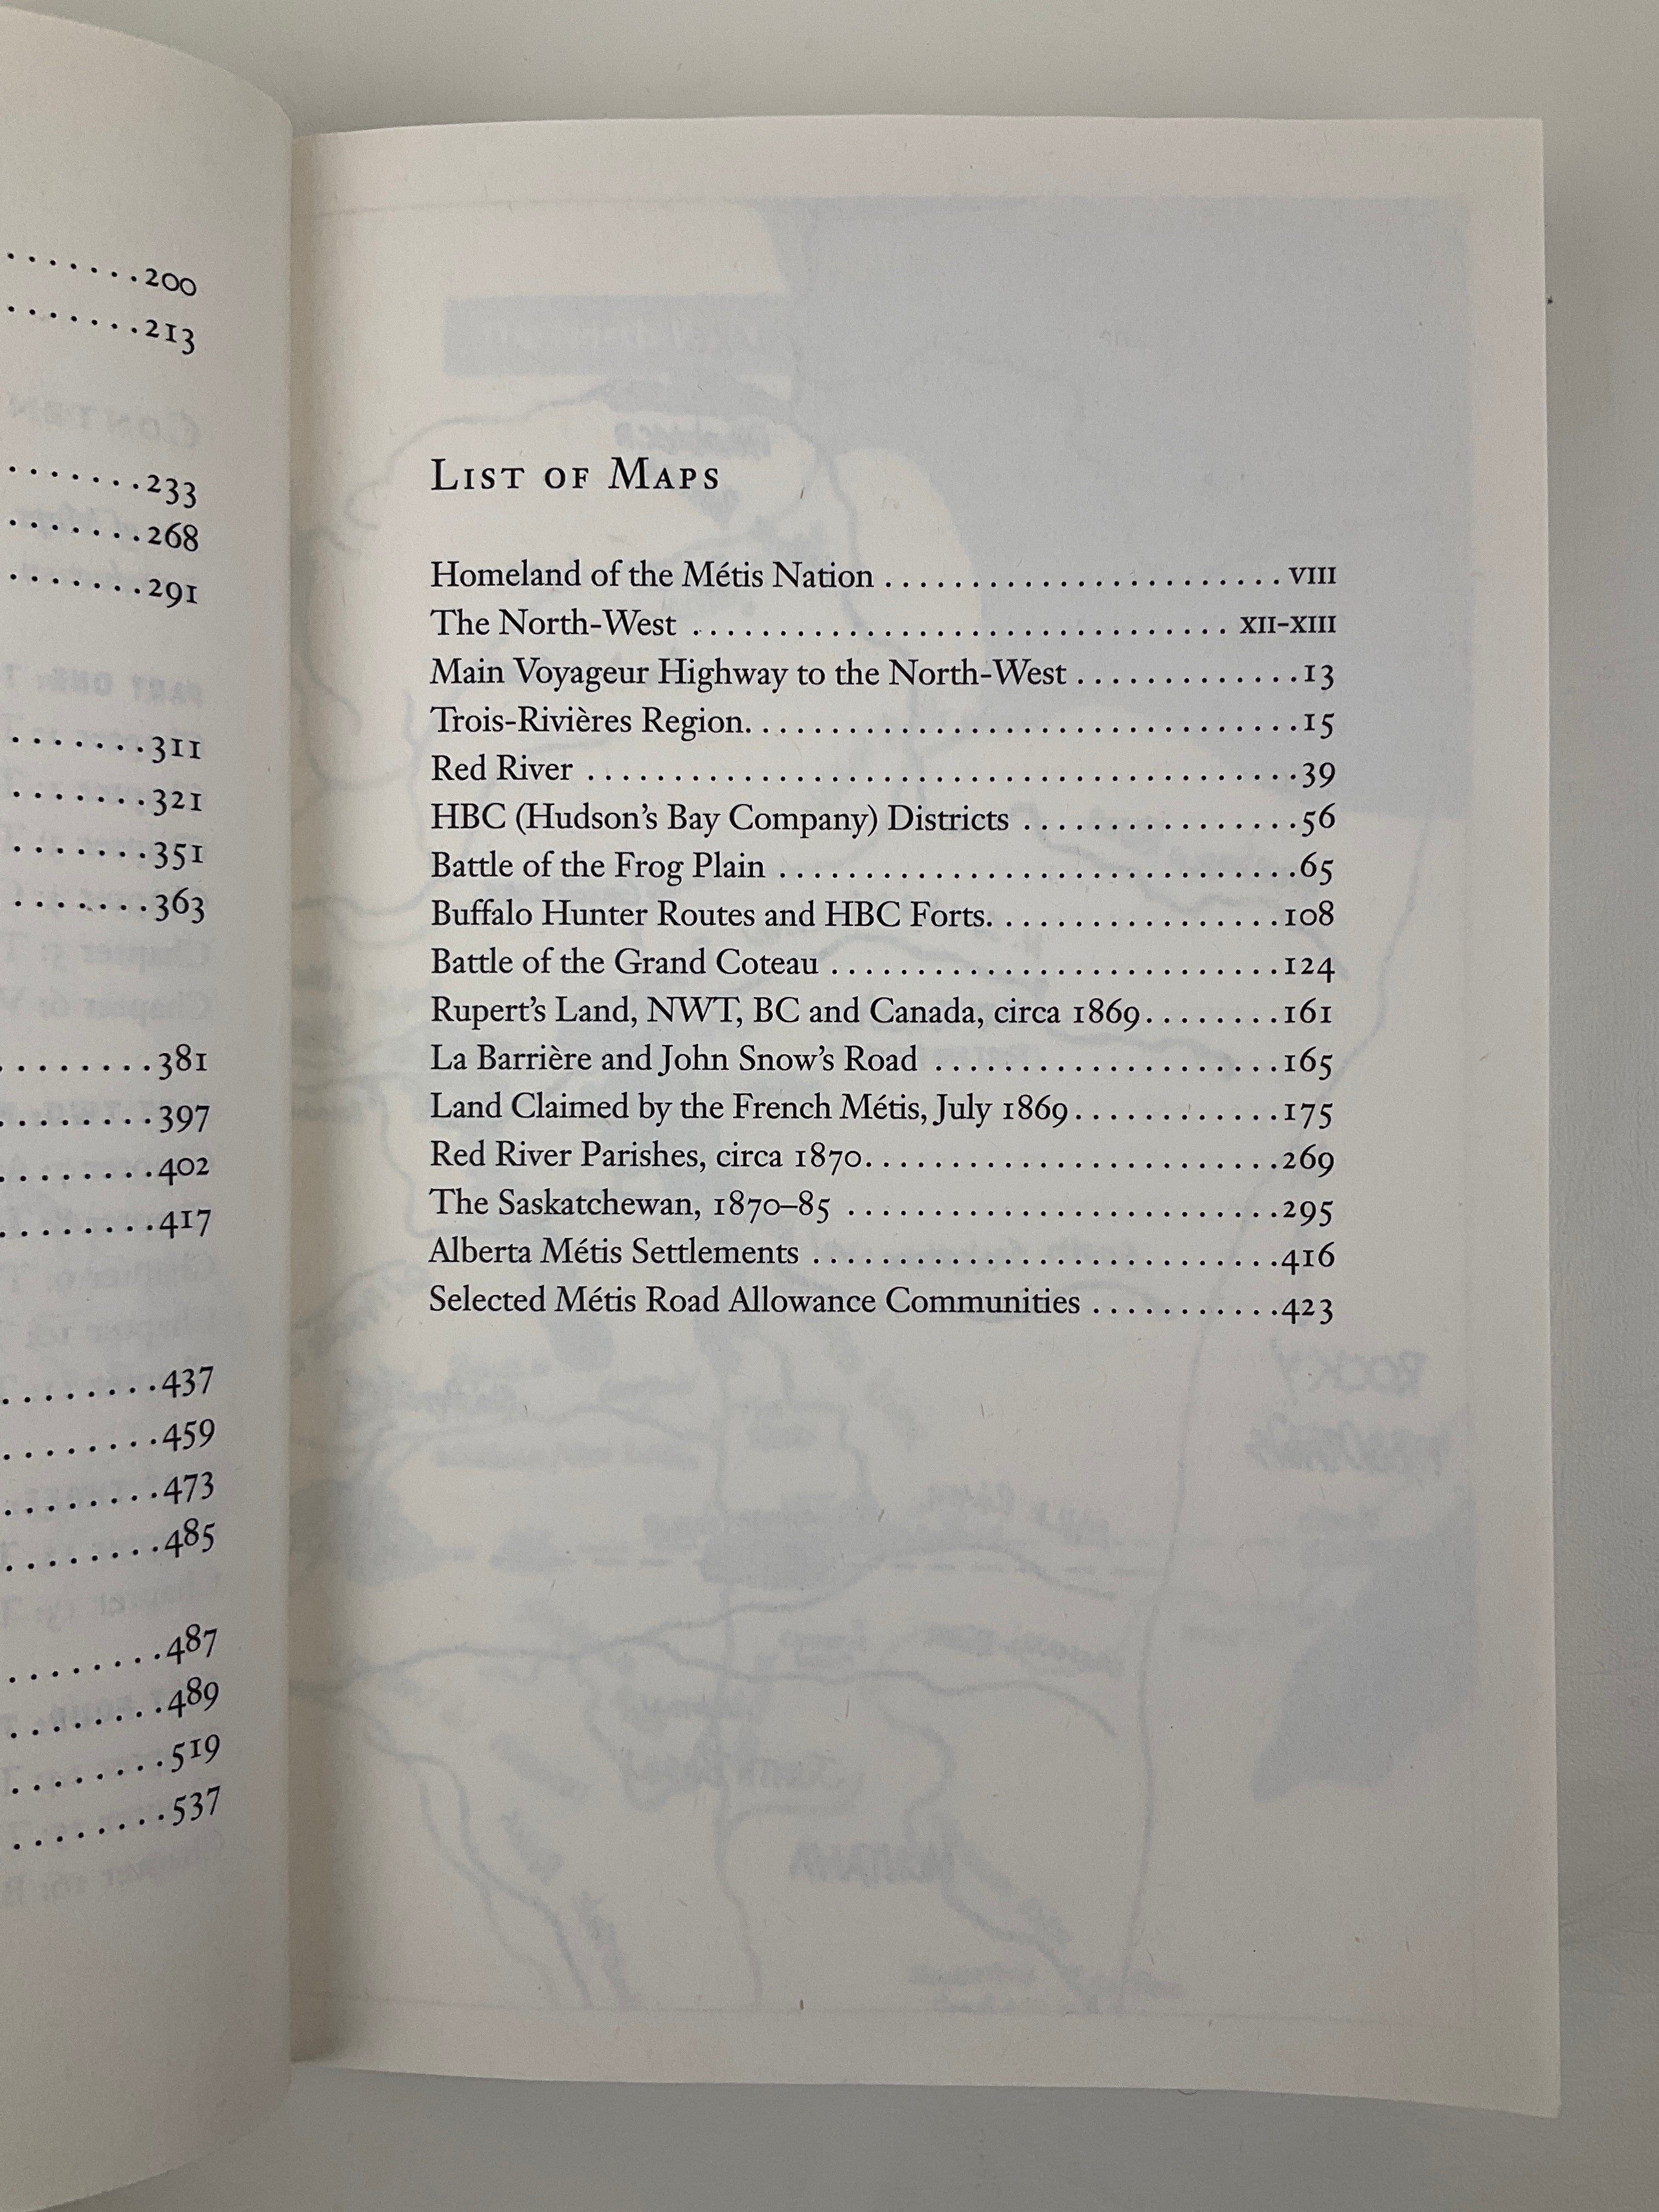 .......200
.......213
.......233
.......268
.......291
.......311
.......321
.......351
.......363
........381
........397
........402
........417
........437
........459
........473
........485
........487
........489
........519
........537
LIST OF MAPS
Homeland of the Métis Nation ....................... VIII
The North-West ............................... XII–XIII
Main Voyageur Highway to the North-West .............13
Trois-Rivières Region................................15
Red River .........................................39
HBC (Hudson's Bay Company) Districts ................56
Battle of the Frog Plain ..............................65
Buffalo Hunter Routes and HBC Forts.................108
Battle of the Grand Coteau ..........................124
Rupert's Land, NWT, BC and Canada, circa 1869........161
La Barrière and John Snow's Road ....................165
Land Claimed by the French Métis, July 1869............175
Red River Parishes, circa 1870........................269
The Saskatchewan, 1870–85 .........................295
Alberta Métis Settlements ...........................416
Selected Métis Road Allowance Communities ...........423